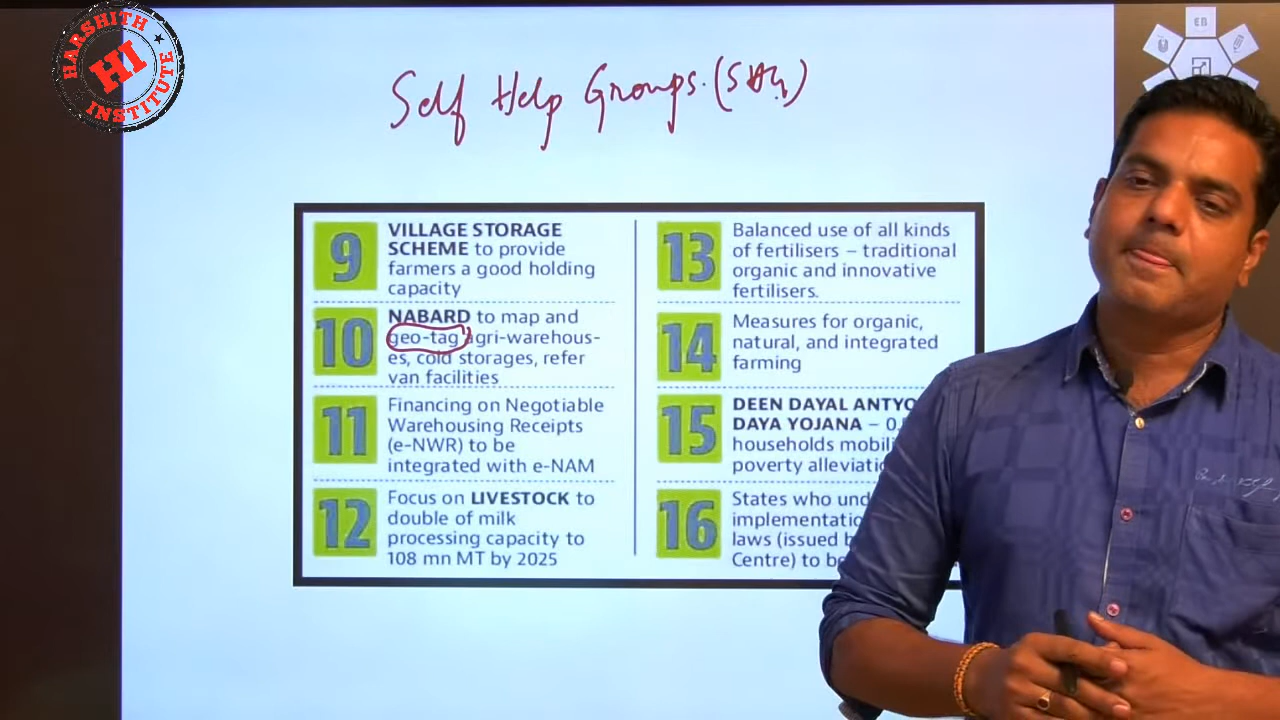 HARSHITH
HI
INSTITUTE
EB
Self Help Groups. (SHG)
9
VILLAGE STORAGE
SCHEME to provide
farmers a good holding
capacity
10
NABARD to map and
geo-tag agri-warehous-
es, cold storages, refer
van facilities
11
Financing on Negotiable
Warehousing Receipts
(e-NWR) to be
integrated with e-NAM
12
Focus on LIVESTOCK to
double of milk
processing capacity to
108 mn MT by 2025
13
Balanced use of all kinds
of fertilisers – traditional
organic and innovative
fertilisers.
14
Measures for organic,
natural, and integrated
farming
15
DEEN DAYAL ANTYO
DAYA YOJANA – 0.
households mobili
poverty alleviatio
16
States who und
implementatio
laws (issued b
Centre) to be